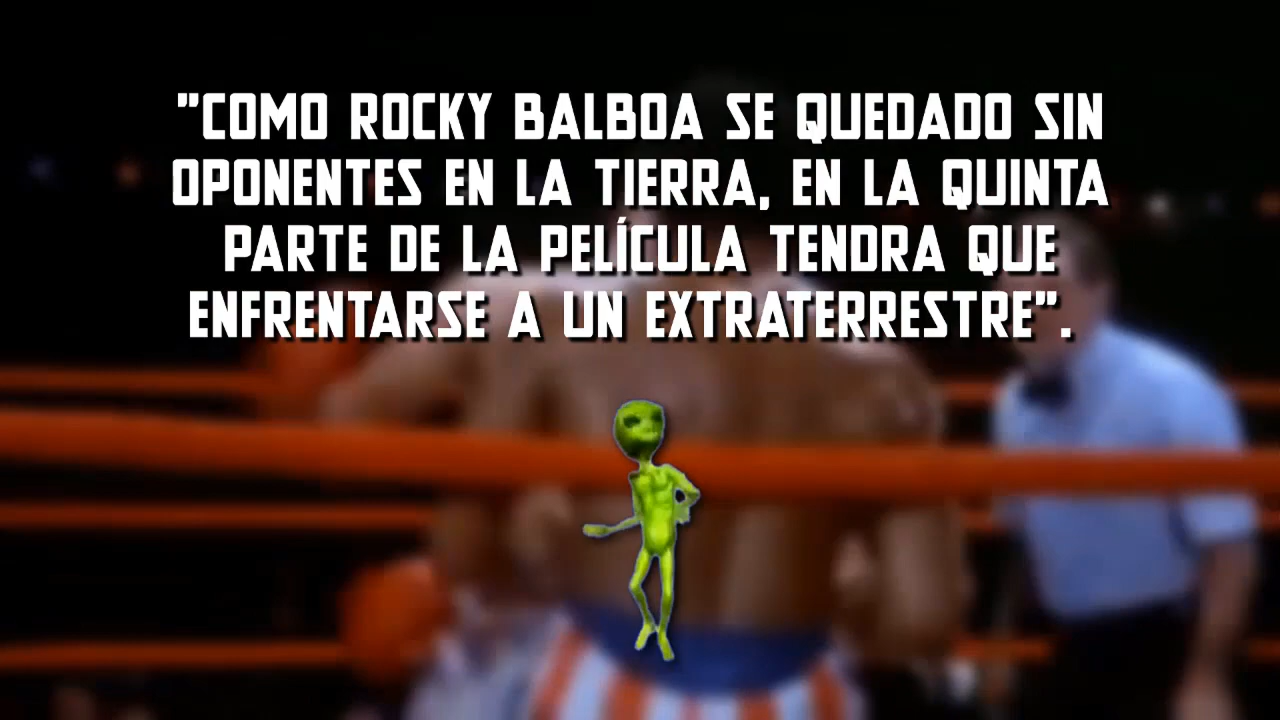 "COMO ROCKY BALBOA SE QUEDADO SIN
OPONENTES EN LA TIERRA, EN LA QUINTA
PARTE DE LA PELÍCULA TENDRA QUE
ENFRENTARSE A UN EXTRATERRESTRE".